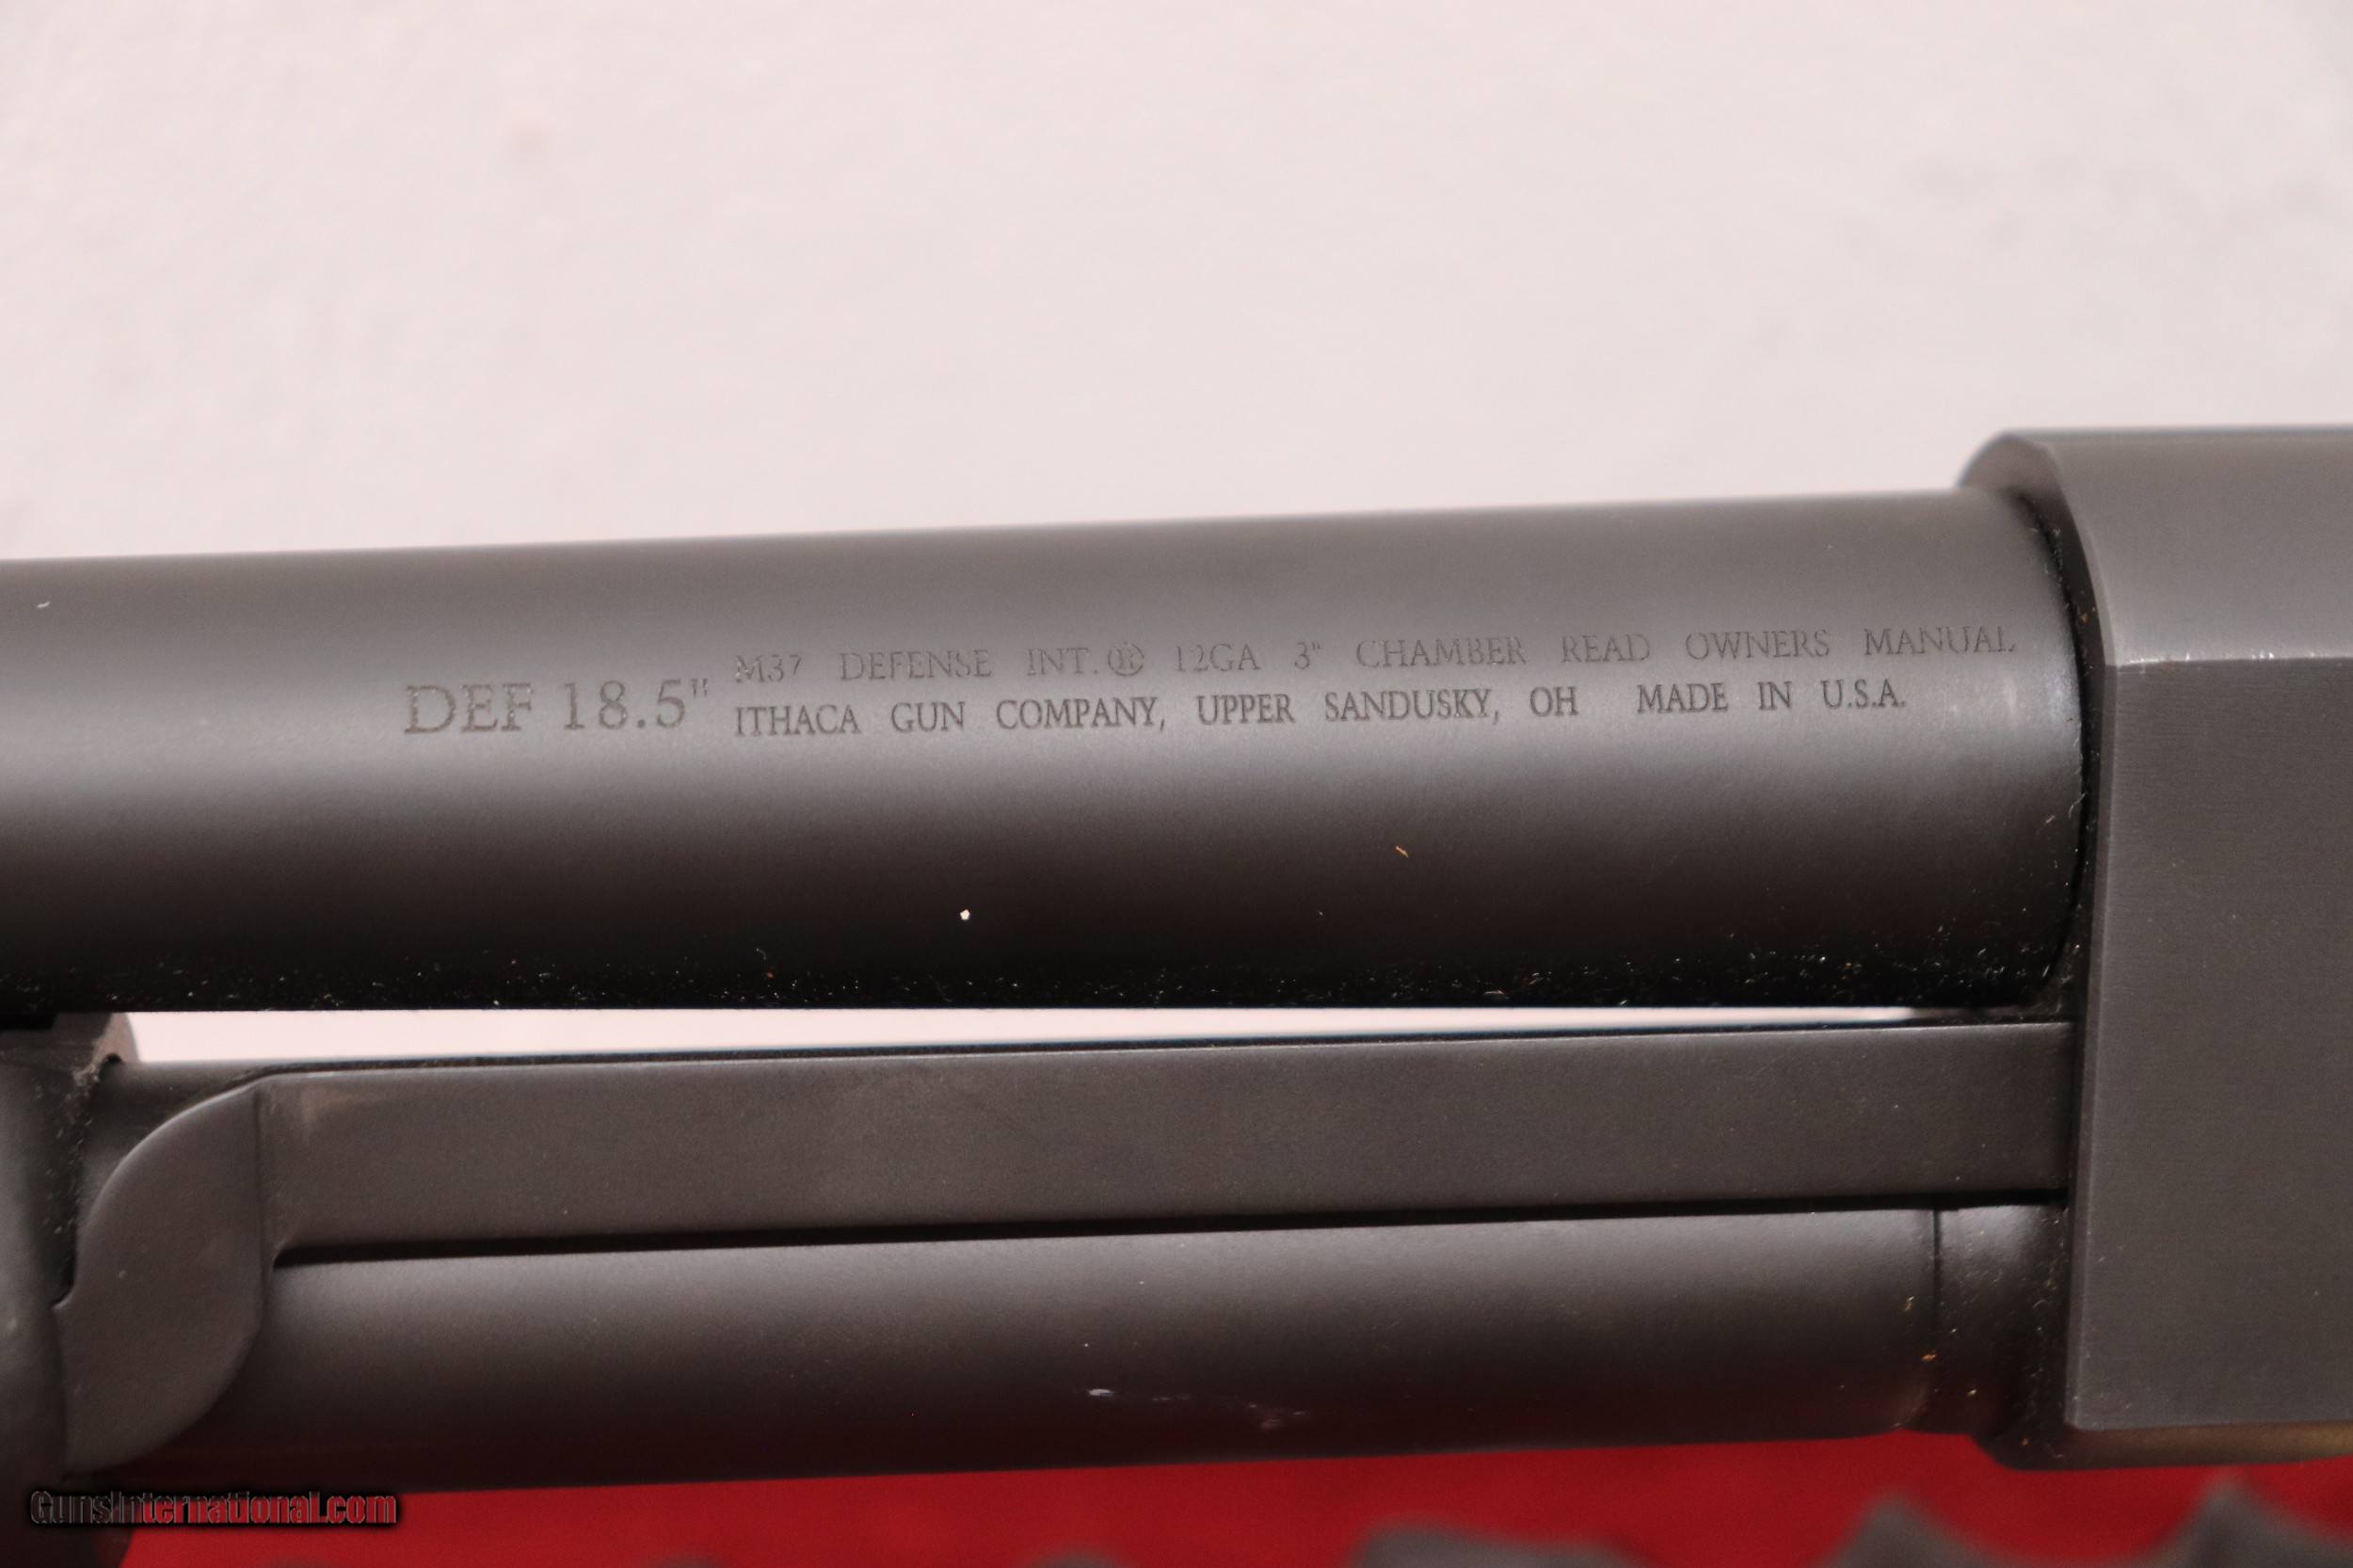 DEF 18.5"
M37 DEFENSE INT.® 12GA 3" CHAMBER READ OWNERS MANUAL
ITHACA GUN COMPANY, UPPER SANDUSKY, OH MADE IN U.S.A.
GunsInternational.com